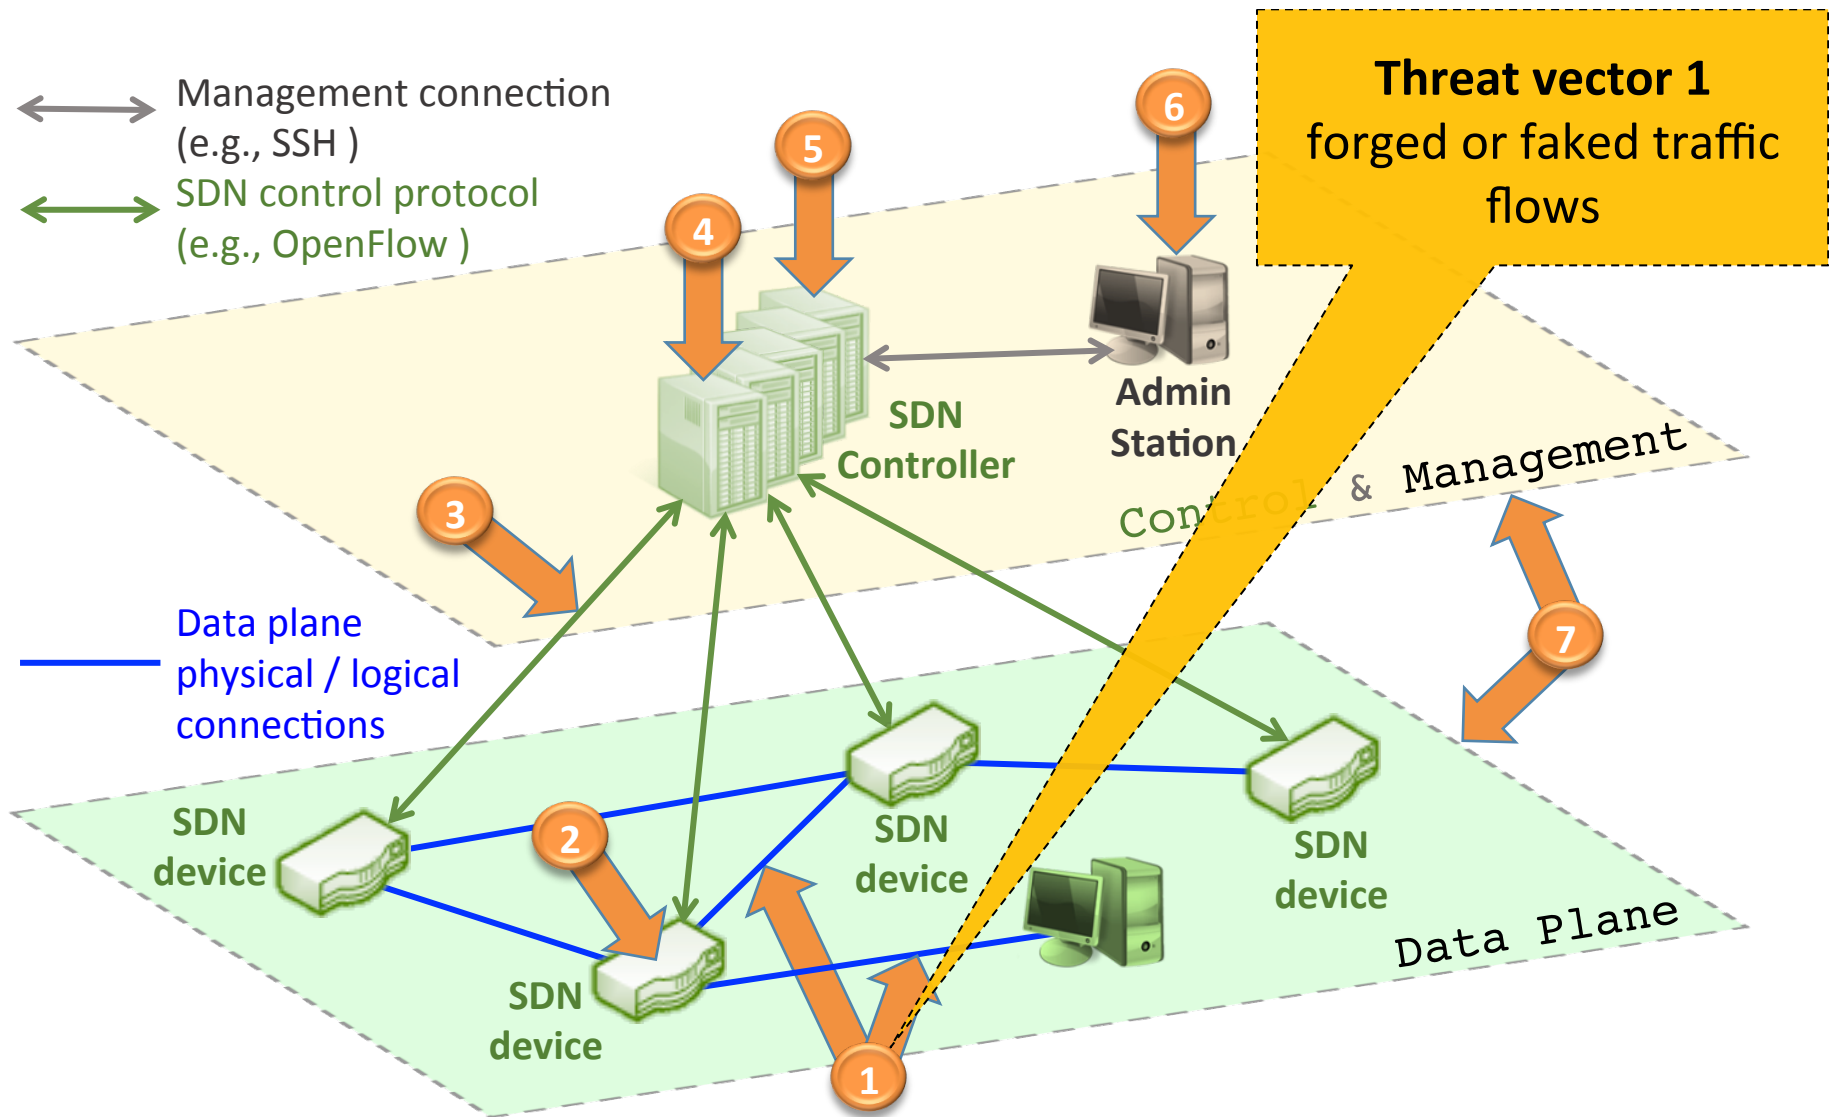 Management connection
(e.g., SSH )
SDN control protocol
(e.g., OpenFlow )
Threat vector 1
forged or faked traffic
flows
6
5
4
Admin
Station
SDN
Controller
Control & Management
3
7
Data plane
physical / logical
connections
SDN
device
2
SDN
device
SDN
device
SDN
device
Data Plane
1